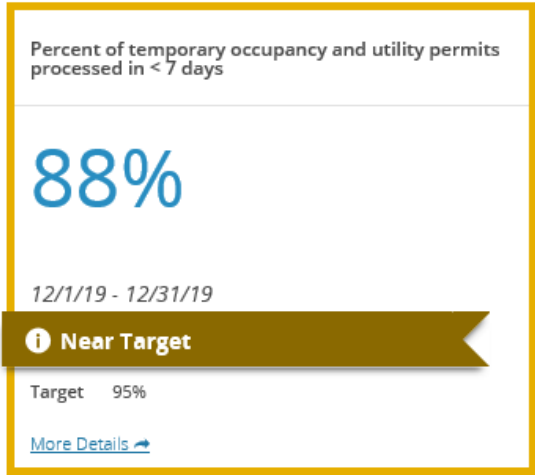 Percent of temporary occupancy and utility permits
processed in < 7 days
88%
12/1/19 - 12/31/19
Near Target
Target 95%
More Details